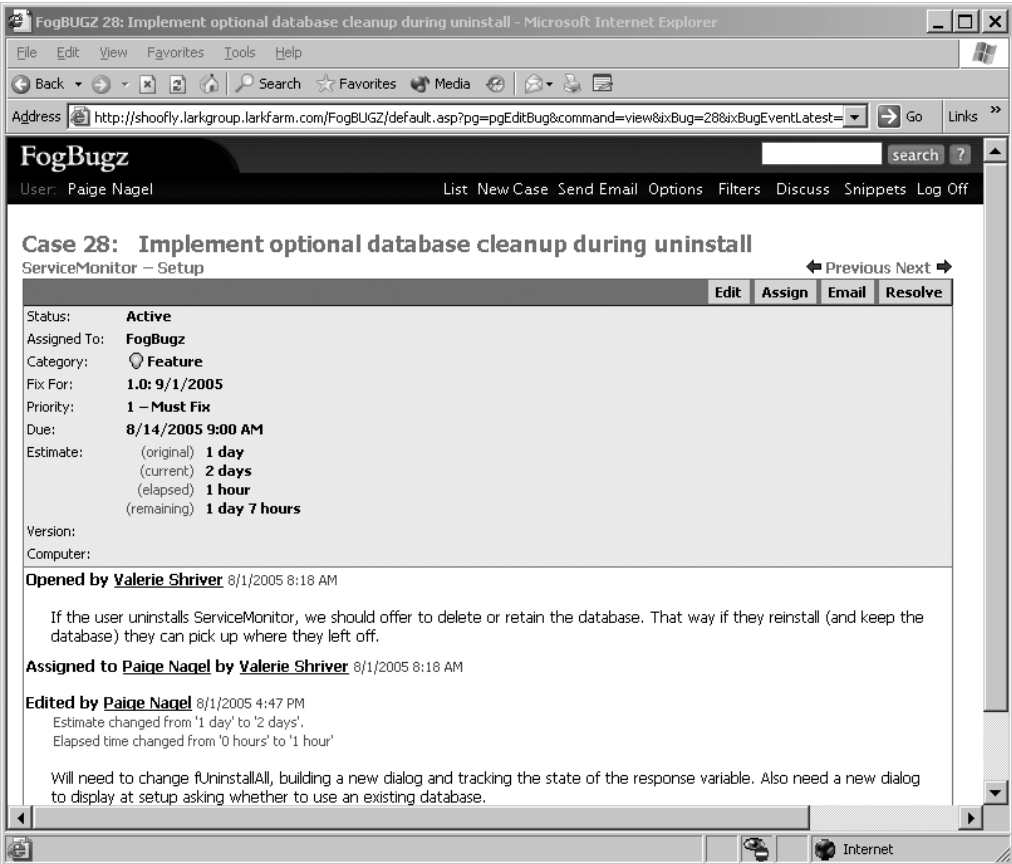 FogBUGZ 28: Implement optional database cleanup during uninstall - Microsoft Internet Explorer
File Edit View Favorites Tools Help
Back Search Favorites Media
Address http://shoofly.larkgroup.larkfarm.com/FogBUGZ/default.asp?pg=pgEditBug&command=view&ixBug=28&ixBugEventLatest= Go Links »
FogBugz search ?
User: Paige Nagel List New Case Send Email Options Filters Discuss Snippets Log Off
Case 28: Implement optional database cleanup during uninstall
ServiceMonitor – Setup Previous Next
Edit Assign Email Resolve
Status: Active
Assigned To: FogBugz
Category: Feature
Fix For: 1.0: 9/1/2005
Priority: 1 – Must Fix
Due: 8/14/2005 9:00 AM
Estimate: (original) 1 day
(current) 2 days
(elapsed) 1 hour
(remaining) 1 day 7 hours
Version:
Computer:
Opened by Valerie Shriver 8/1/2005 8:18 AM
If the user uninstalls ServiceMonitor, we should offer to delete or retain the database. That way if they reinstall (and keep the
database) they can pick up where they left off.
Assigned to Paige Nagel by Valerie Shriver 8/1/2005 8:18 AM
Edited by Paige Nagel 8/1/2005 4:47 PM
Estimate changed from '1 day' to '2 days'.
Elapsed time changed from '0 hours' to '1 hour'
Will need to change fUninstallAll, building a new dialog and tracking the state of the response variable. Also need a new dialog
to display at setup asking whether to use an existing database.
Internet